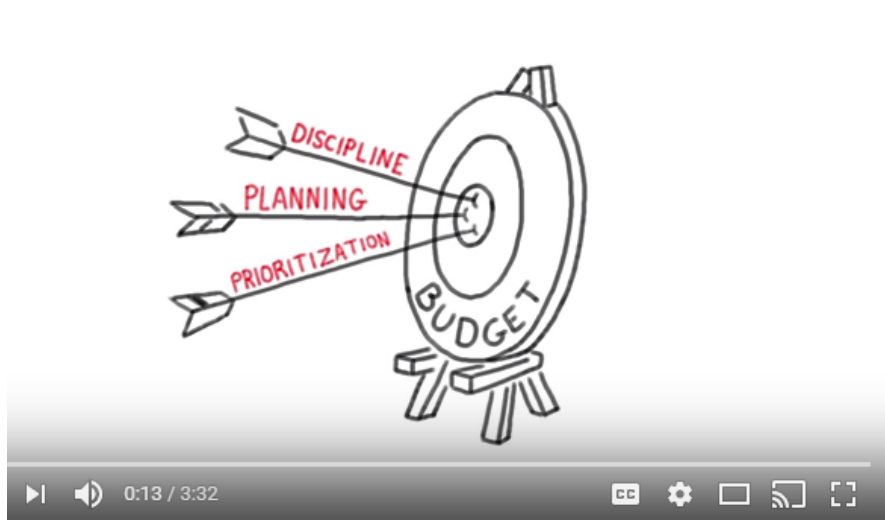 DISCIPLINE
PLANNING
PRIORITIZATION
BUDGET
0:13 / 3:32
CC